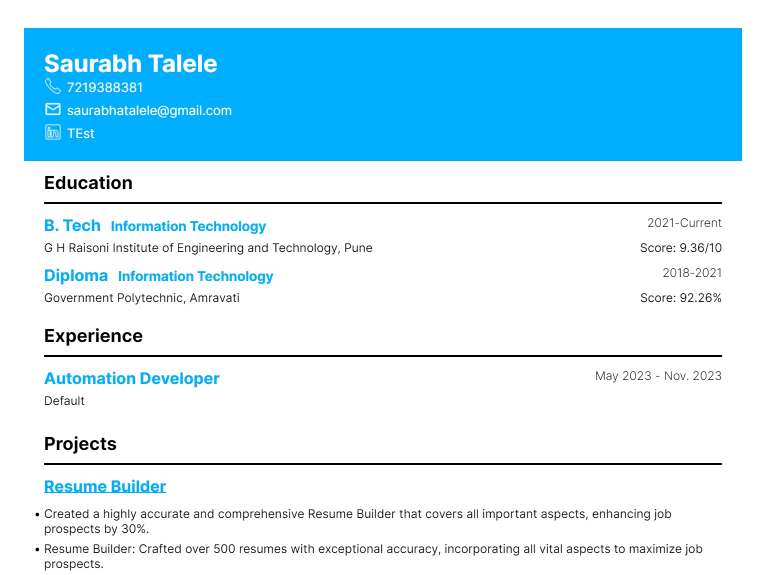 Saurabh Talele
7219388381
saurabhatalele@gmail.com
TEst
Education
B. Tech Information Technology 2021-Current
G H Raisoni Institute of Engineering and Technology, Pune Score: 9.36/10
Diploma Information Technology 2018-2021
Government Polytechnic, Amravati Score: 92.26%
Experience
Automation Developer May 2023 - Nov. 2023
Default
Projects
Resume Builder
• Created a highly accurate and comprehensive Resume Builder that covers all important aspects, enhancing job
prospects by 30%.
• Resume Builder: Crafted over 500 resumes with exceptional accuracy, incorporating all vital aspects to maximize job
prospects.